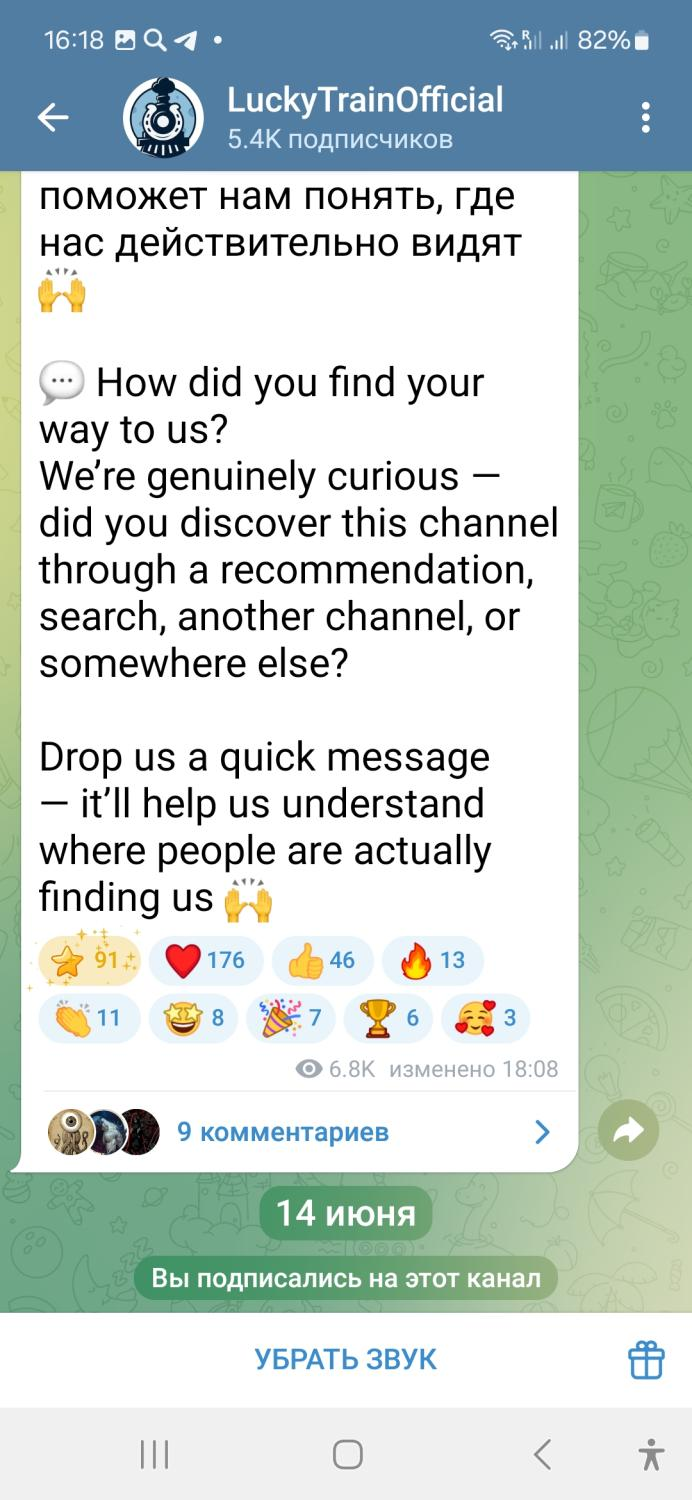 16:18
82%
LuckyTrainOfficial
5.4K подписчиков
поможет нам понять, где
нас действительно видят
🙌
💬 How did you find your
way to us?
We’re genuinely curious —
did you discover this channel
through a recommendation,
search, another channel, or
somewhere else?
Drop us a quick message
— it’ll help us understand
where people are actually
finding us 🙌
91 176 46 13
11 8 7 6 3
6.8K изменено 18:08
9 комментариев
14 июня
Вы подписались на этот канал
УБРАТЬ ЗВУК